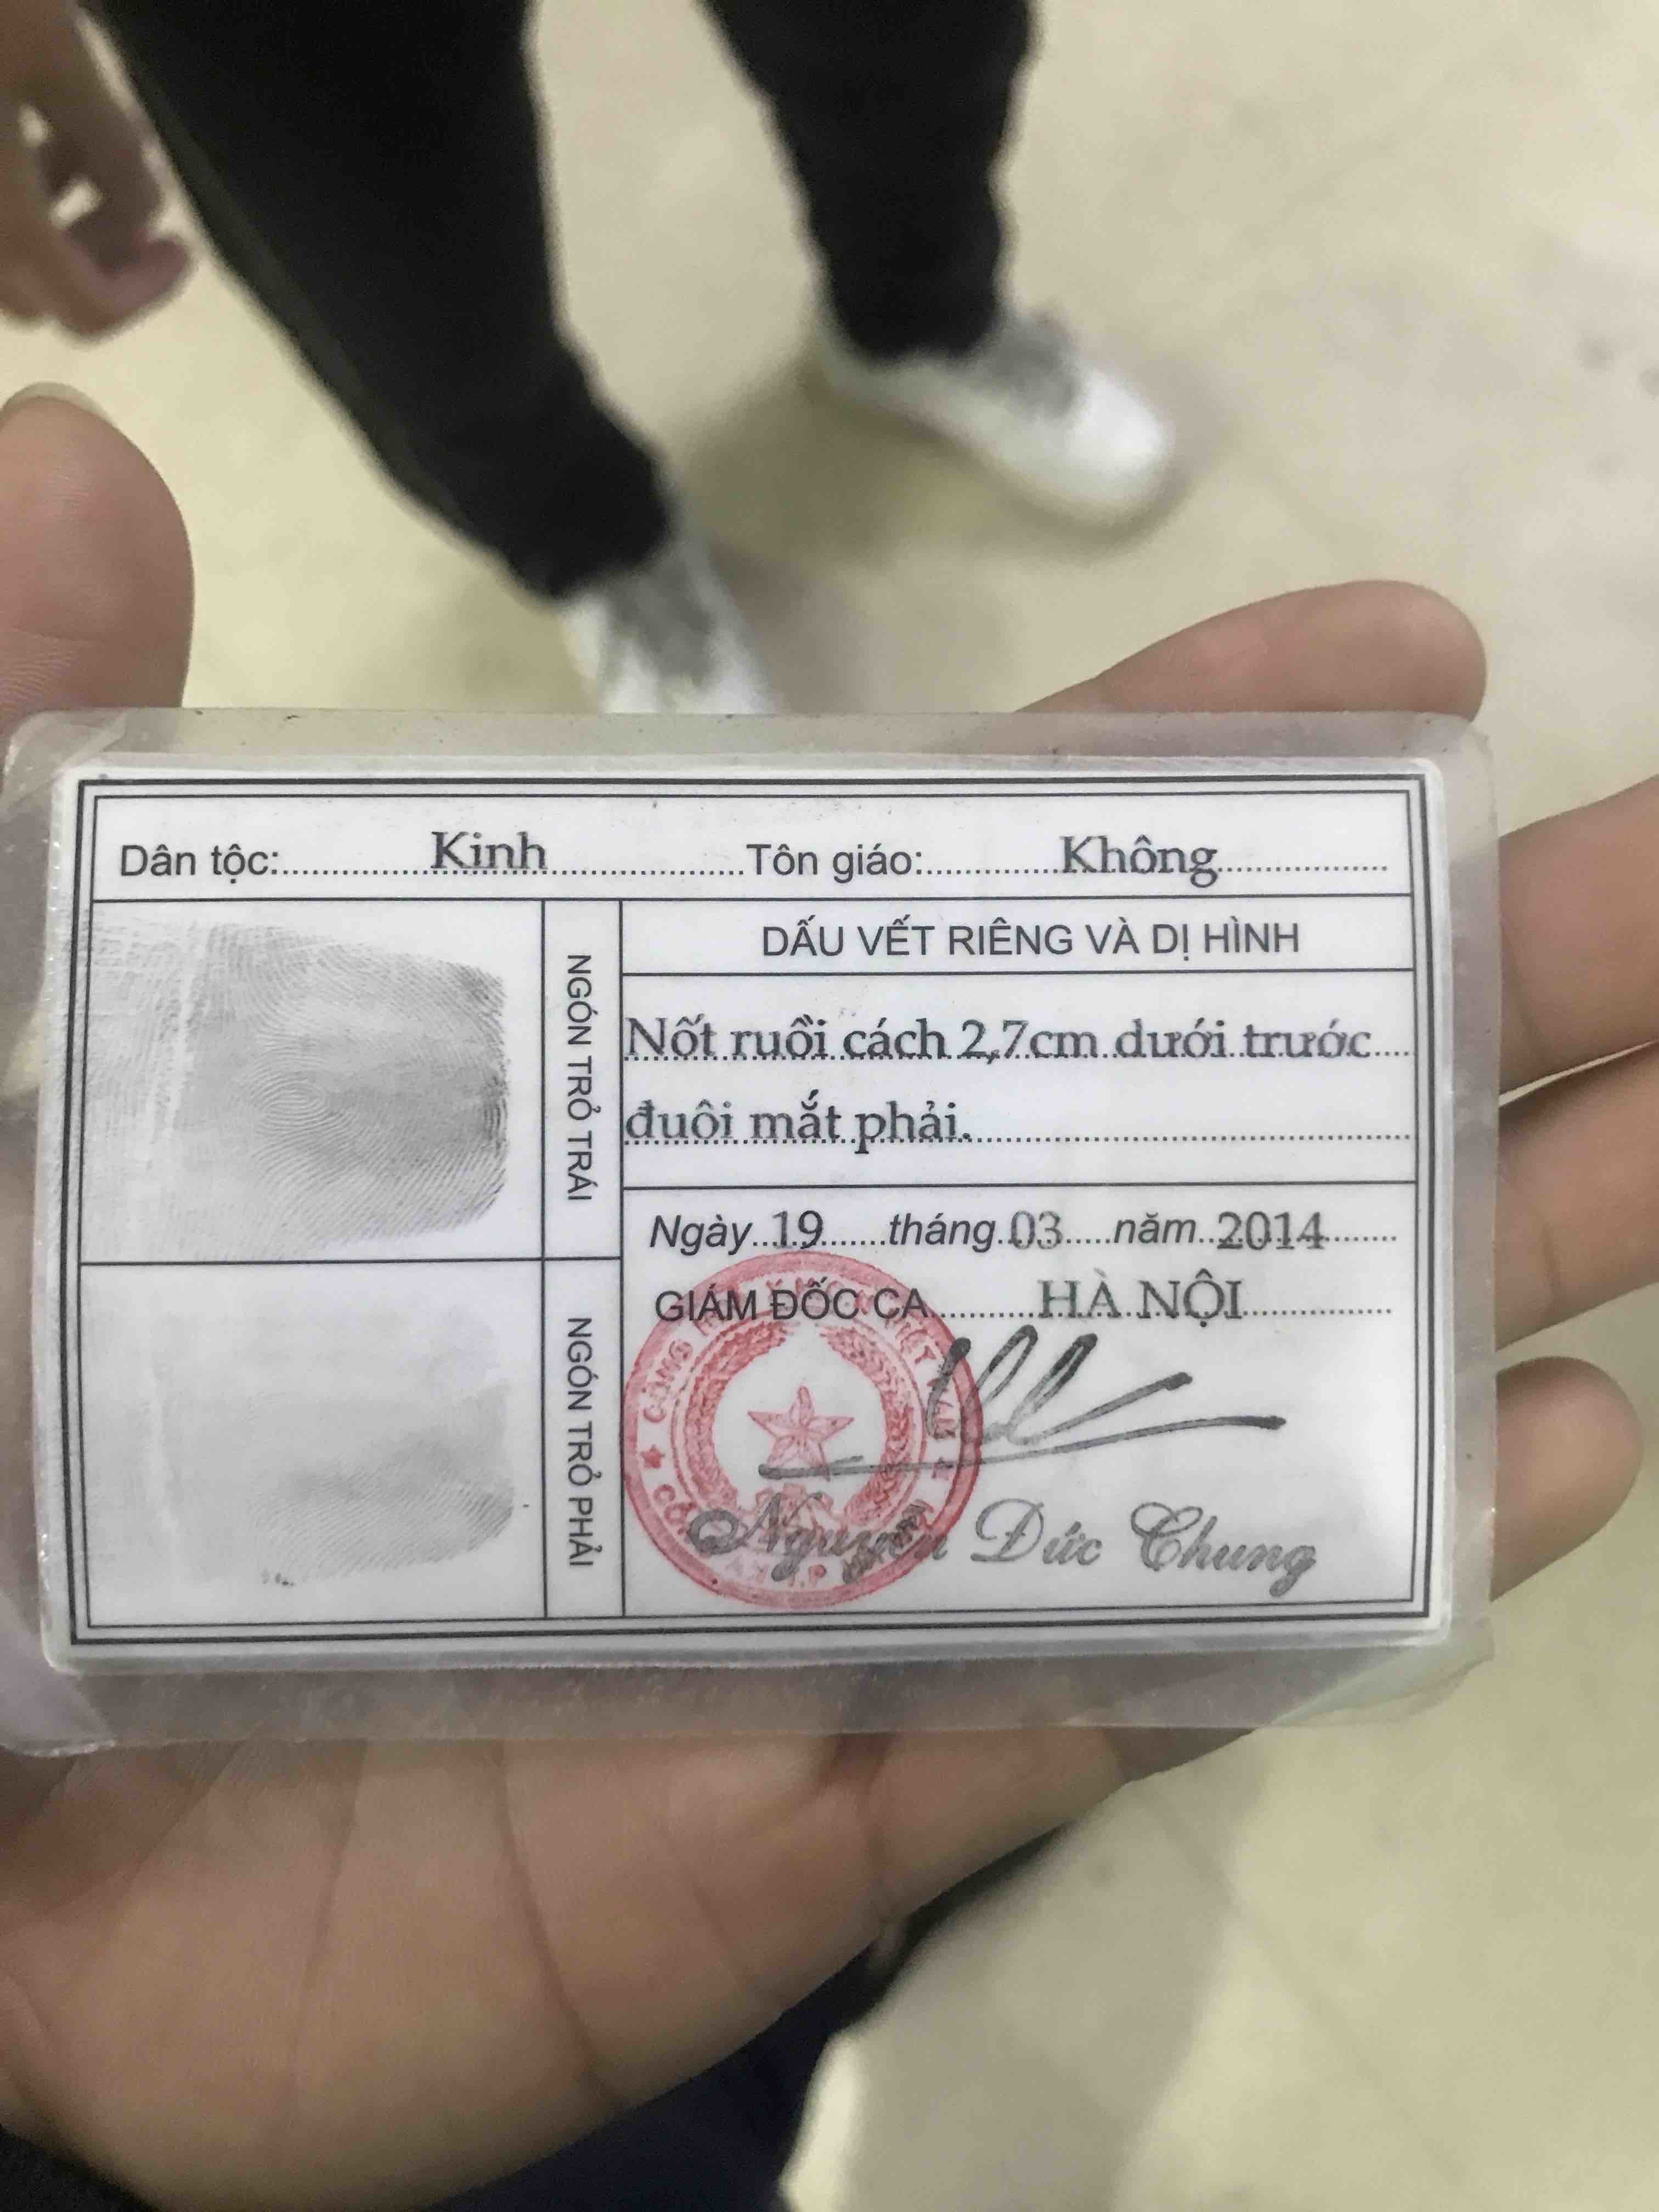 Dân tộc: Kinh Tôn giáo: Không
NGÓN TRỎ TRÁI
DẤU VẾT RIÊNG VÀ DỊ HÌNH
Nốt ruồi cách 2,7cm dưới trước
đuôi mắt phải.
Ngày 19 tháng 03 năm 2014
GIÁM ĐỐC CA HÀ NỘI
NGÓN TRỎ PHẢI
Nguyễn Đức Chung